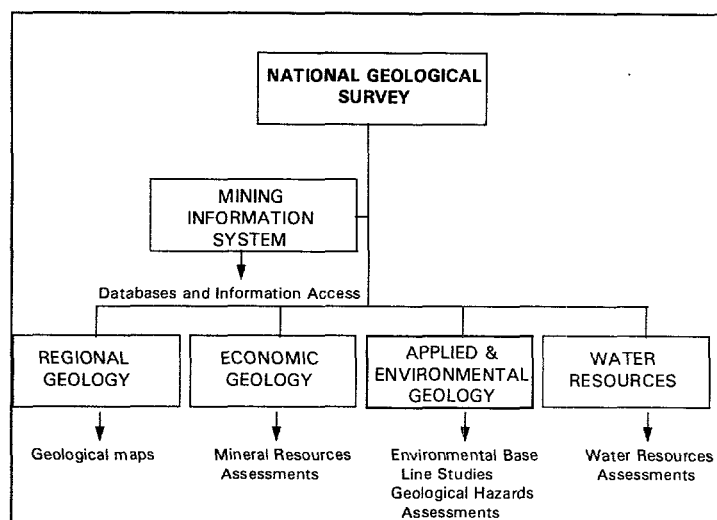 NATIONAL GEOLOGICAL
SURVEY
MINING
INFORMATION
SYSTEM
Databases and Information Access
REGIONAL
GEOLOGY
ECONOMIC
GEOLOGY
APPLIED &
ENVIRONMENTAL
GEOLOGY
WATER
RESOURCES
Geological maps
Mineral Resources
Assessments
Environmental Base
Line Studies
Geological Hazards
Assessments
Water Resources
Assessments